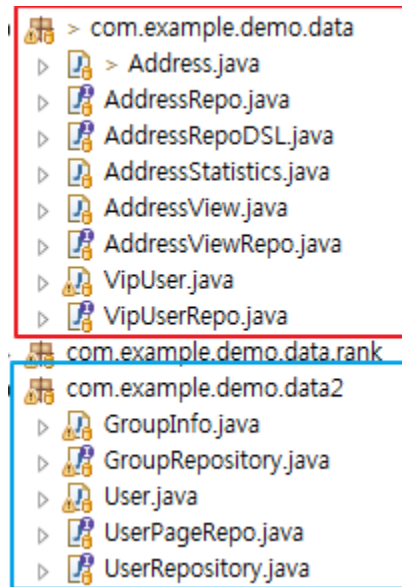 > com.example.demo.data
> Address.java
AddressRepo.java
AddressRepoDSL.java
AddressStatistics.java
AddressView.java
AddressViewRepo.java
VipUser.java
VipUserRepo.java
com.example.demo.data.rank
com.example.demo.data2
GroupInfo.java
GroupRepository.java
User.java
UserPageRepo.java
UserRepository.java